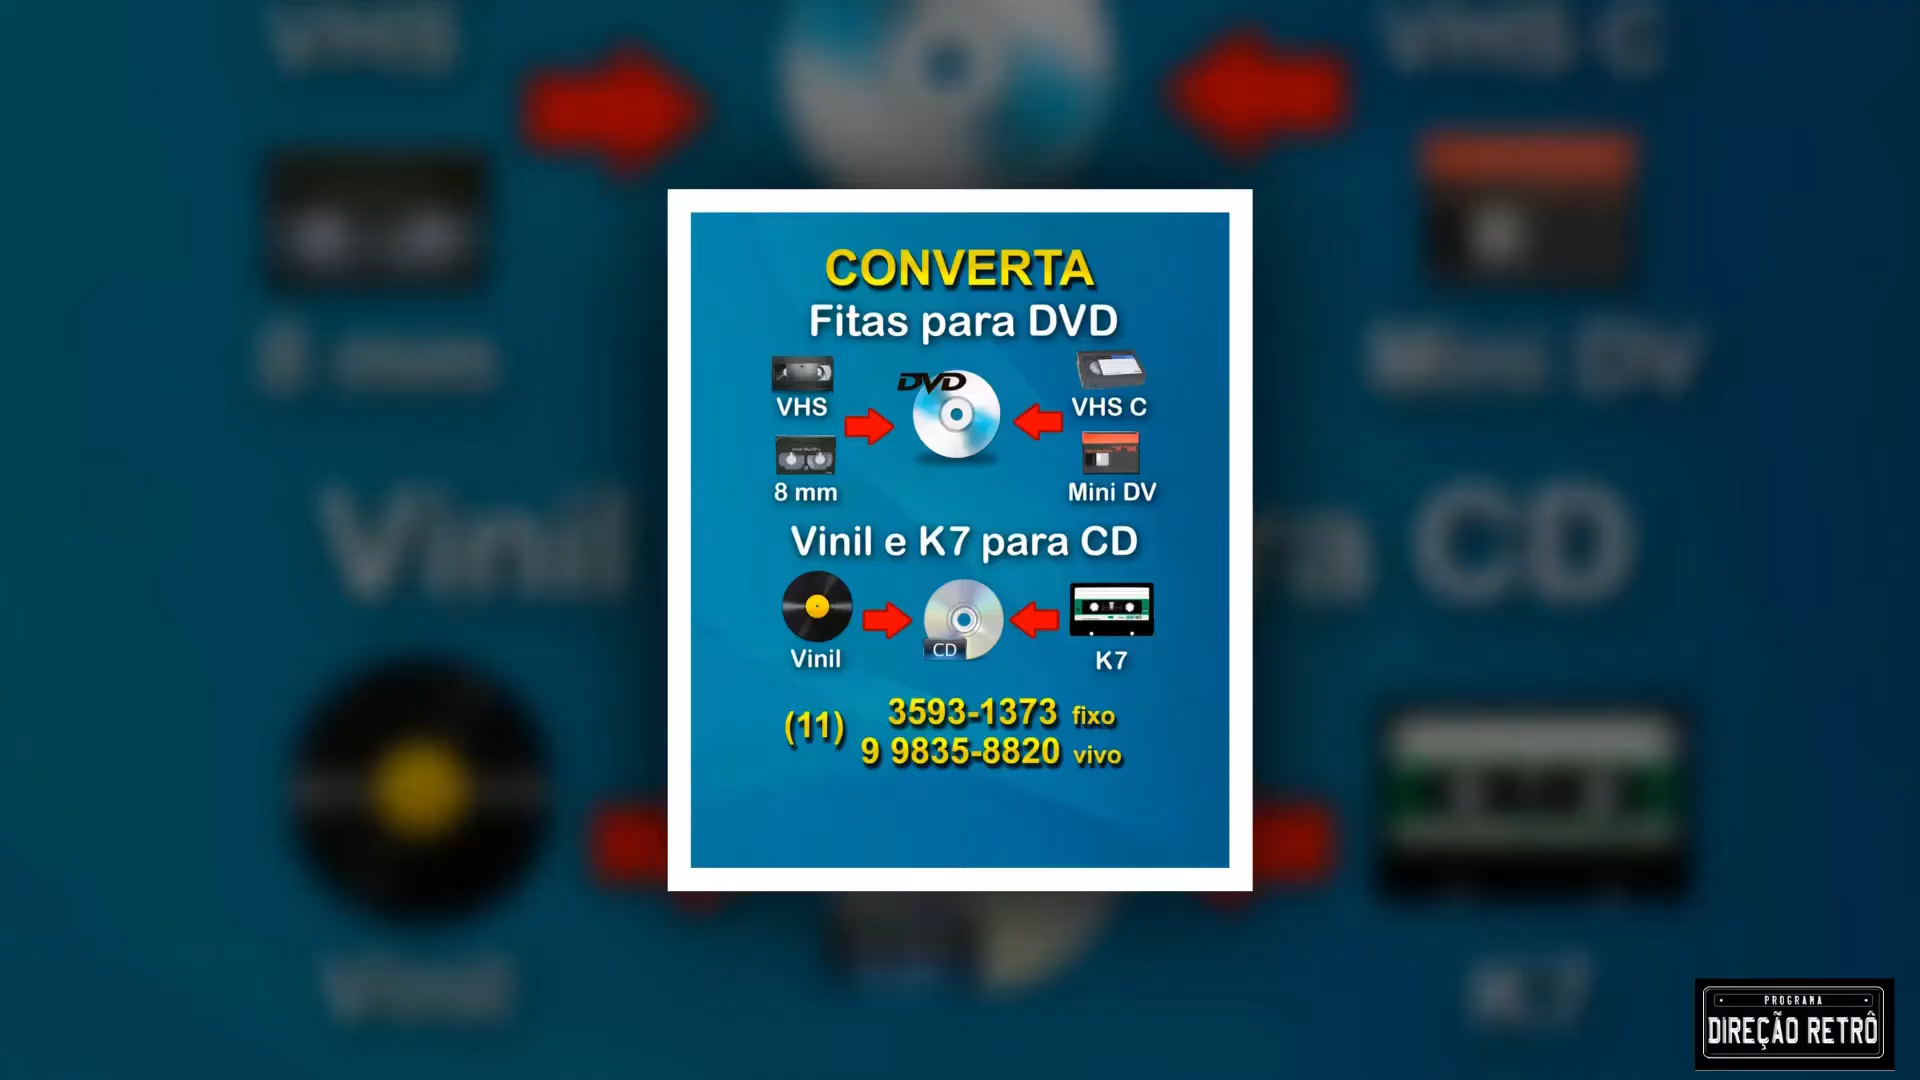 CONVERTA
Fitas para DVD
DVD
VHS
VHS C
8 mm
Mini DV
Vinil e K7 para CD
CD
Vinil
K7
(11)
3593-1373 fixo
9 9835-8820 vivo
PROGRAMA
DIREÇÃO RETRÔ